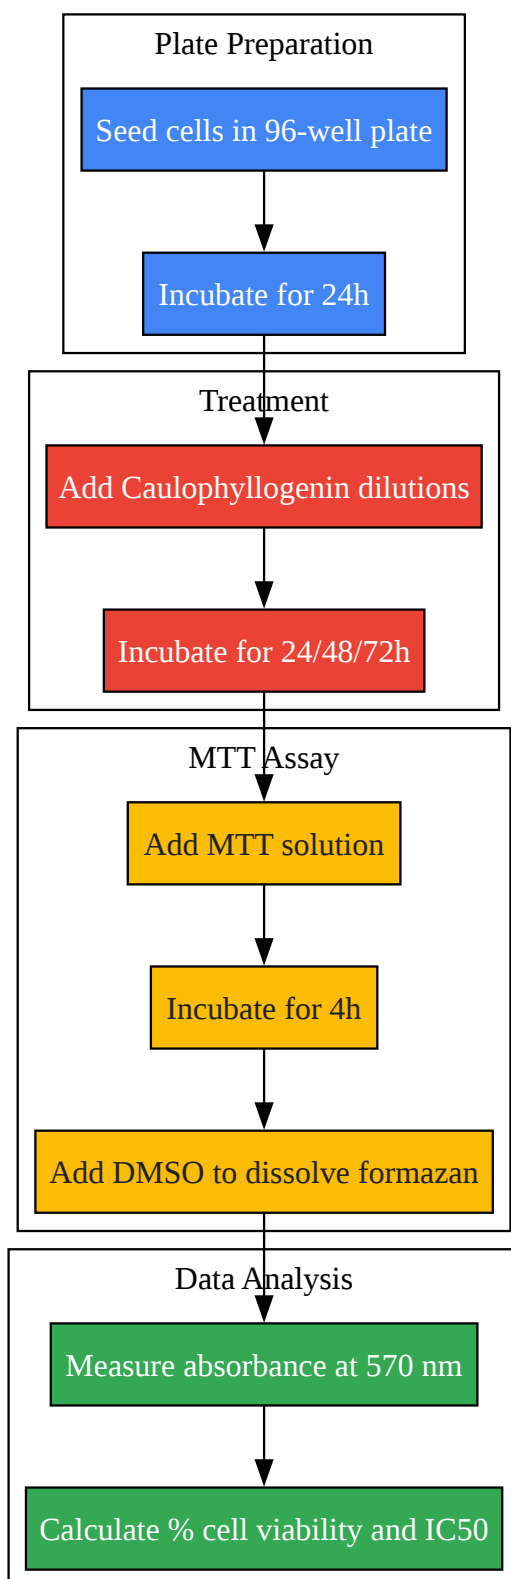 Plate Preparation
Seed cells in 96-well plate
Incubate for 24h
Treatment
Add Caulophyllogenin dilutions
Incubate for 24/48/72h
MTT Assay
Add MTT solution
Incubate for 4h
Add DMSO to dissolve formazan
Data Analysis
Measure absorbance at 570 nm
Calculate % cell viability and IC50